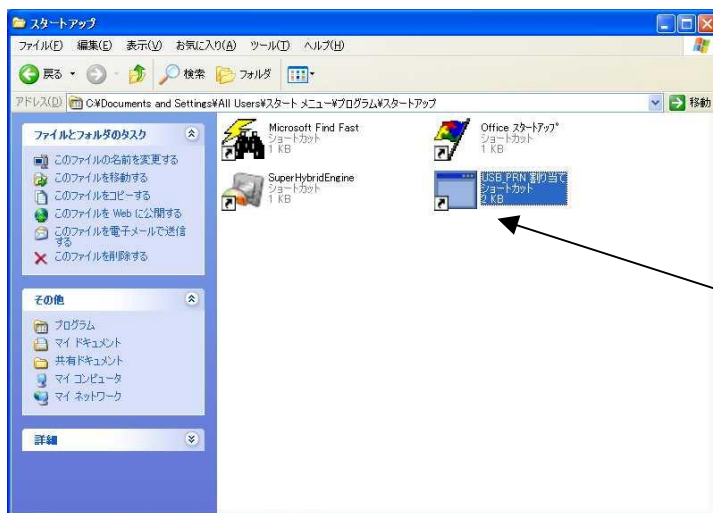 スタートアップ
ファイル(F) 編集(E) 表示(V) お気に入り(A) ツール(T) ヘルプ(H)
戻る 検索 フォルダ
アドレス(D) C:¥Documents and Settings¥All Users¥スタート メニュー¥プログラム¥スタートアップ 移動
ファイルとフォルダのタスク
このファイルの名前を変更する
このファイルを移動する
このファイルをコピーする
このファイルを Web に公開する
このファイルを電子メールで送信
する
このファイルを削除する
その他
プログラム
マイ ドキュメント
共有ドキュメント
マイ コンピュータ
マイ ネットワーク
詳細
Microsoft Find Fast
ショートカット
1 KB
Office スタートアップ
ショートカット
1 KB
SuperHybridEngine
ショートカット
1 KB
USB_PRN 割り当て
ショートカット
2 KB